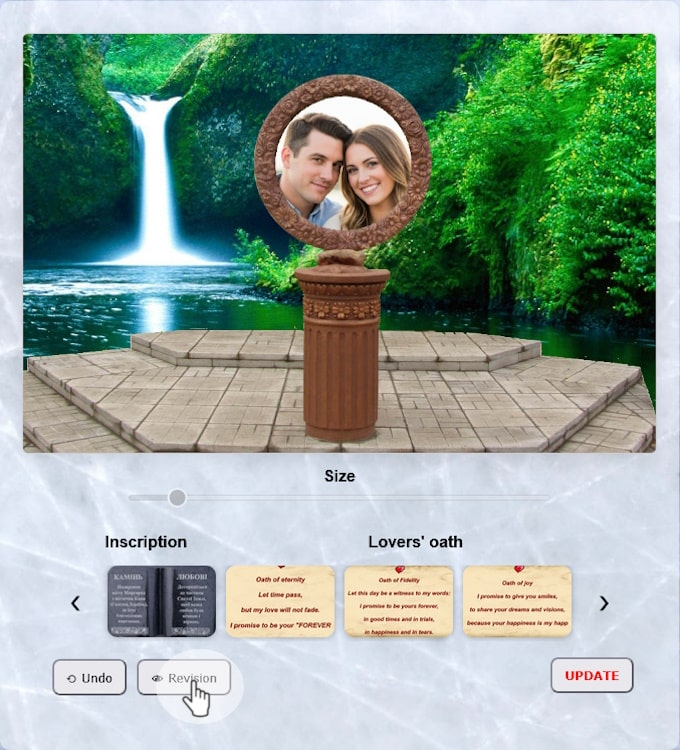 Size
Inscription
Lovers' oath
КАМІНЬ
ЛЮБОВІ
Oath of eternity
Let time pass,
but my love will not fade.
I promise to be your "FOREVER
Oath of Fidelity
Let this day be a witness to my words:
I promise to be yours forever,
in good times and in trials,
in happiness and in tears.
Oath of joy
I promise to give you smiles,
to share your dreams and visions,
because your happiness is my happ
‹
›
Undo
Revision
UPDATE